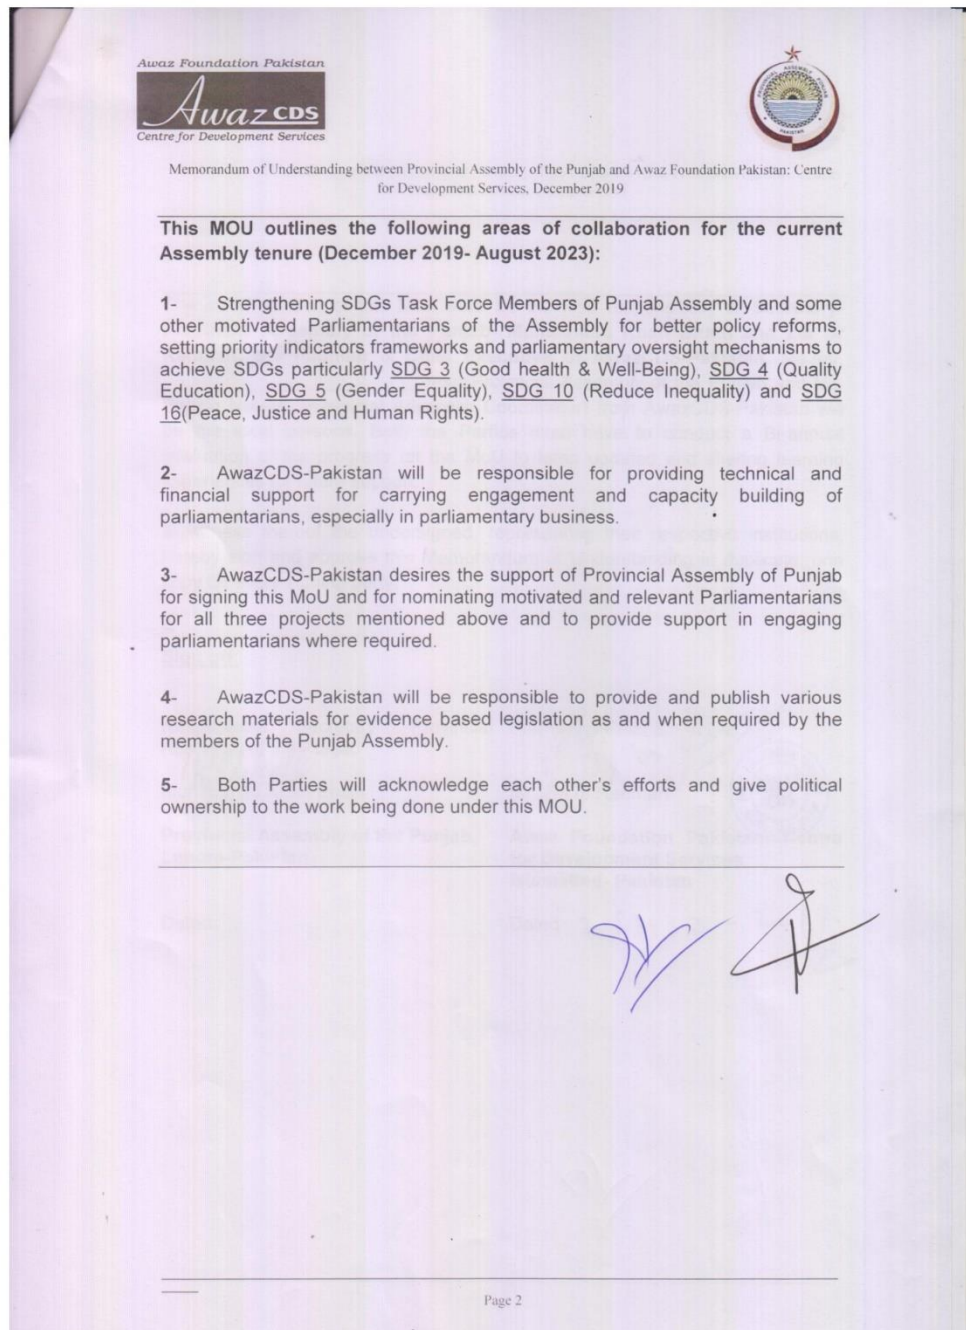 Awaz Foundation Pakistan
Awaz CDS
Centre for Development Services
PROVINCIAL ASSEMBLY PUNJAB
PAKISTAN
Memorandum of Understanding between Provincial Assembly of the Punjab and Awaz Foundation Pakistan: Centre
for Development Services, December 2019
This MOU outlines the following areas of collaboration for the current
Assembly tenure (December 2019- August 2023):
1- Strengthening SDGs Task Force Members of Punjab Assembly and some
other motivated Parliamentarians of the Assembly for better policy reforms,
setting priority indicators frameworks and parliamentary oversight mechanisms to
achieve SDGs particularly SDG 3 (Good health & Well-Being), SDG 4 (Quality
Education), SDG 5 (Gender Equality), SDG 10 (Reduce Inequality) and SDG
16(Peace, Justice and Human Rights).
2- AwazCDS-Pakistan will be responsible for providing technical and
financial support for carrying engagement and capacity building of
parliamentarians, especially in parliamentary business.
3- AwazCDS-Pakistan desires the support of Provincial Assembly of Punjab
for signing this MoU and for nominating motivated and relevant Parliamentarians
for all three projects mentioned above and to provide support in engaging
parliamentarians where required.
4- AwazCDS-Pakistan will be responsible to provide and publish various
research materials for evidence based legislation as and when required by the
members of the Punjab Assembly.
5- Both Parties will acknowledge each other's efforts and give political
ownership to the work being done under this MOU.
Page 2